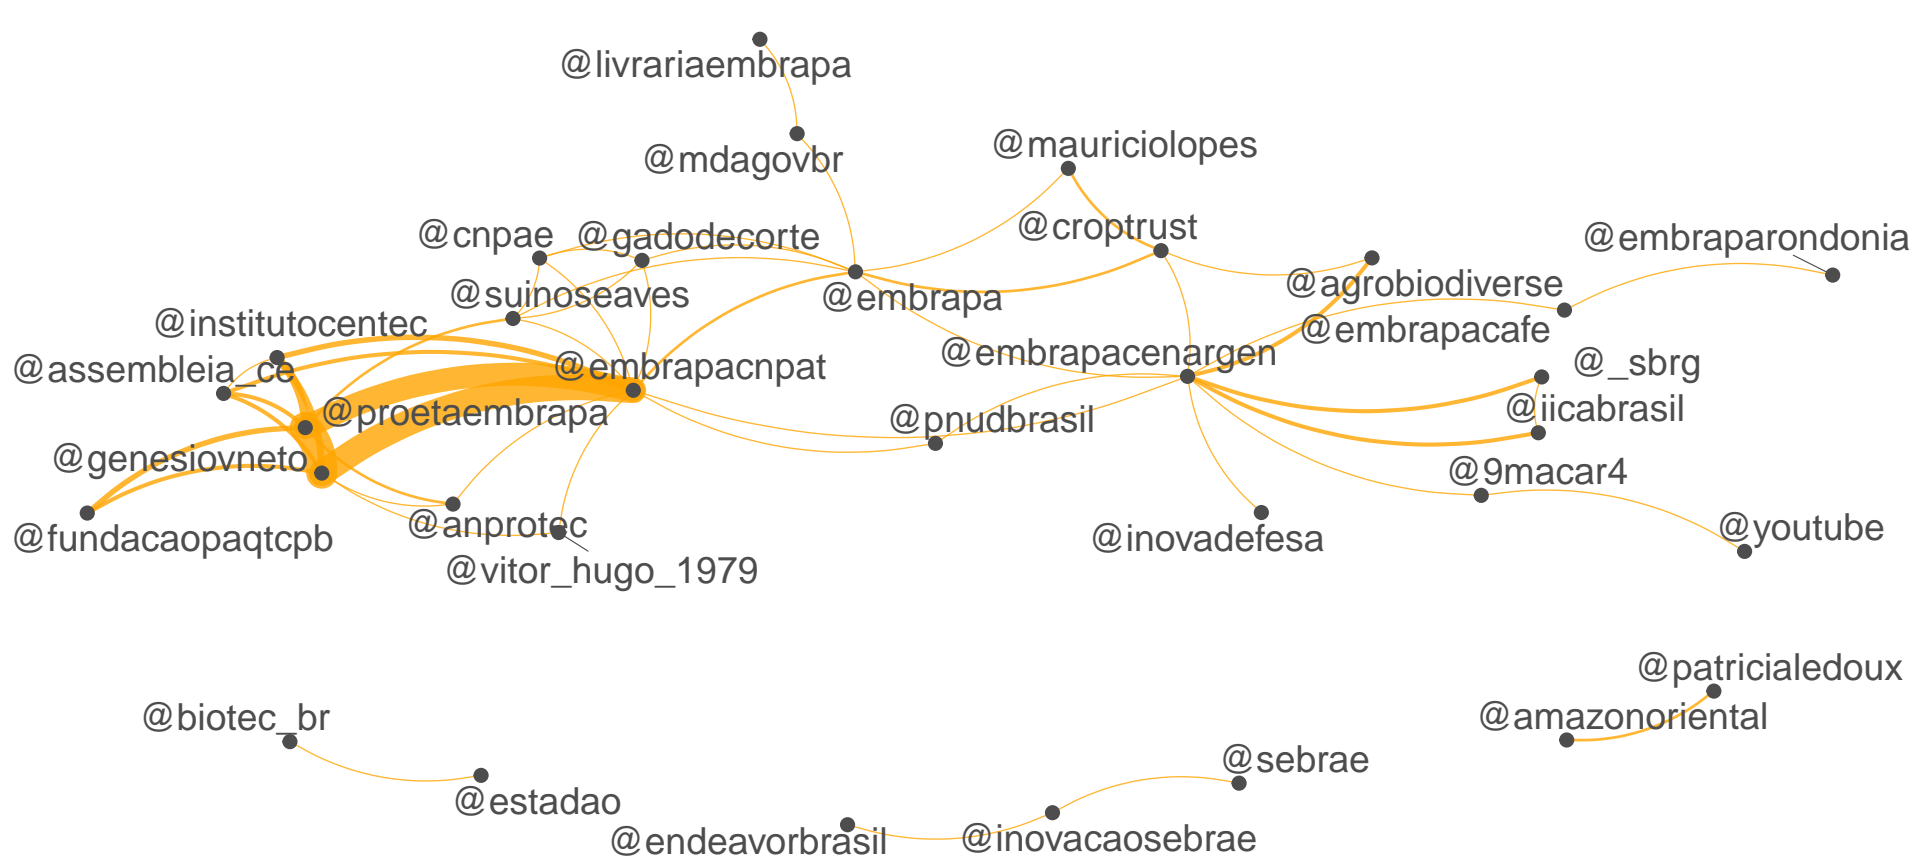 @livrariaembrapa
@mdagovbr
@mauriciolopes
@cnpae
@gadodecorte
@croptrust
@embraparondonia
@suinoseaves
@embrapa
@agrobiodiverse
@institutocentec
@embrapacafe
@assembleia_ce
@embrapacnpat
@embrapacenargen
@_sbrg
@proetaembrapa
@pnudbrasil
@iicabrasil
@genesiovneto
@9macar4
@fundacaopaqtcpb
@anprotec
@inovadefesa
@youtube
@vitor_hugo_1979
@patricialedoux
@biotec_br
@amazonoriental
@sebrae
@estadao
@endeavorbrasil
@inovacaosebrae